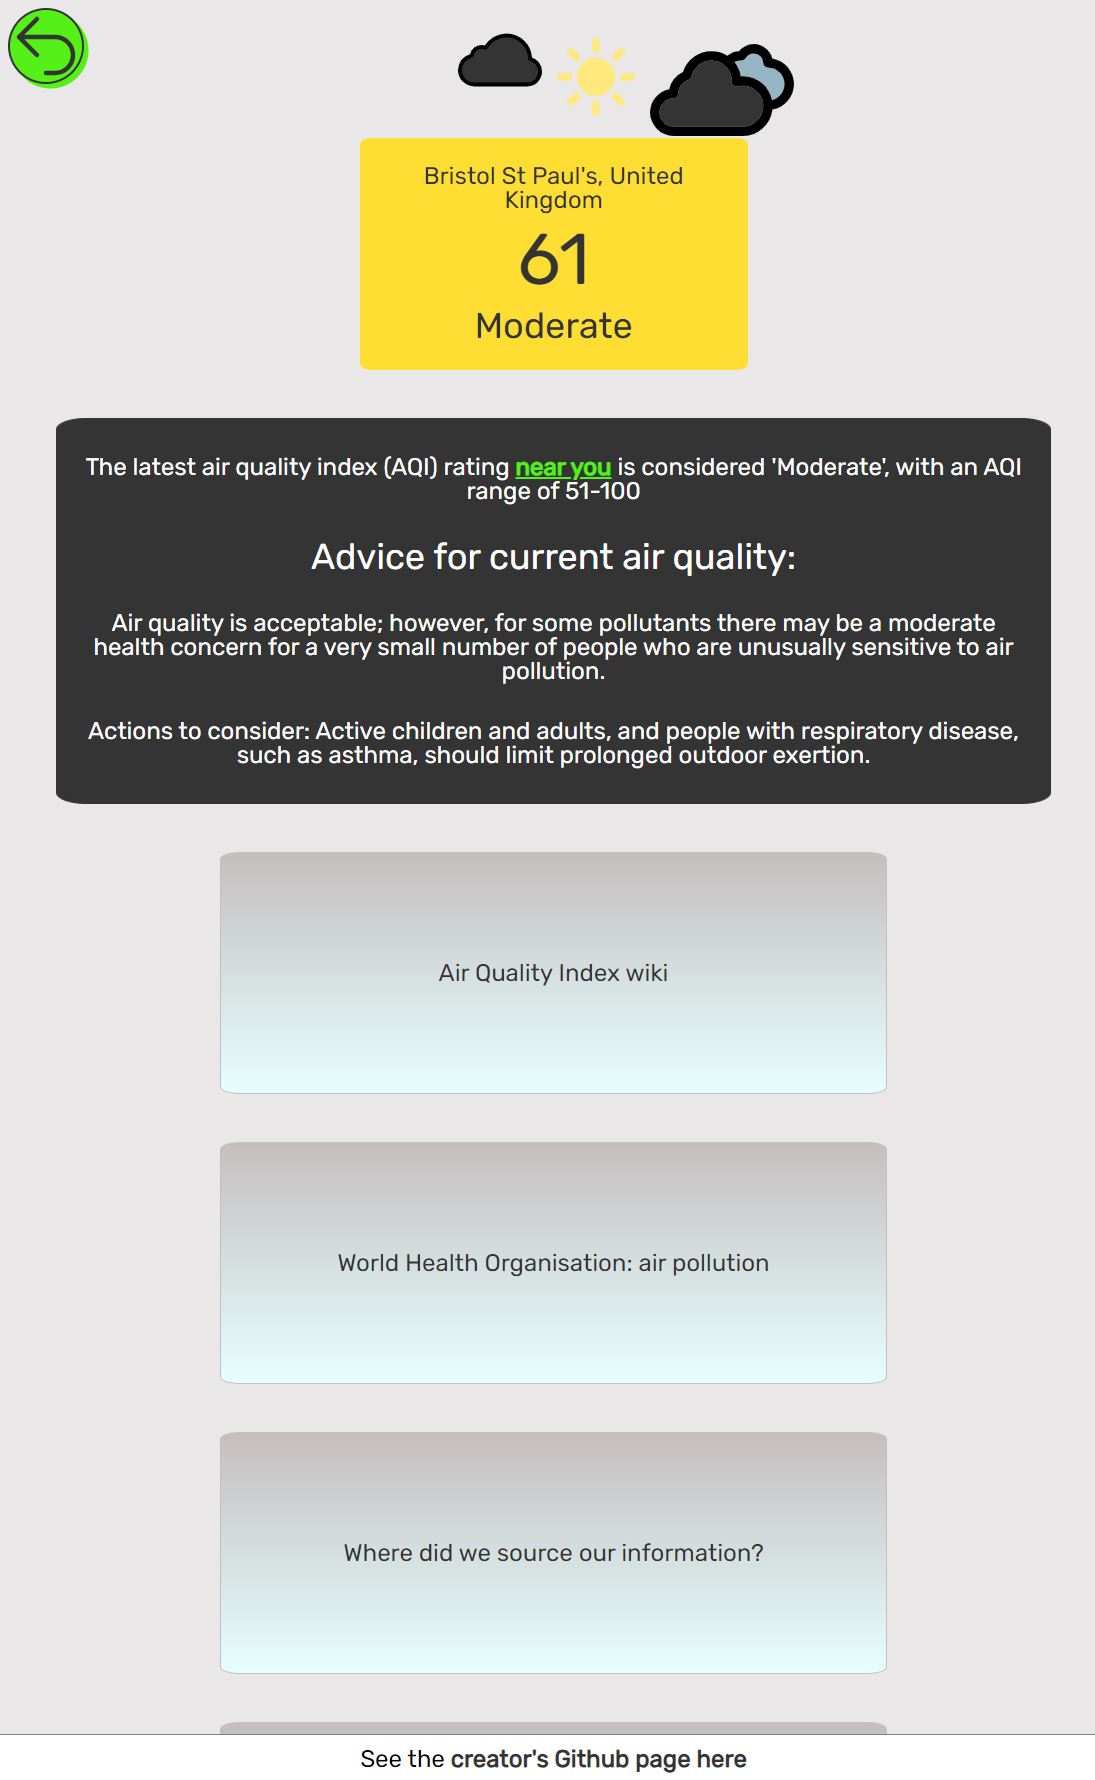 Bristol St Paul's, United
Kingdom
61
Moderate
The latest air quality index (AQI) rating near you is considered 'Moderate', with an AQI
range of 51-100
Advice for current air quality:
Air quality is acceptable; however, for some pollutants there may be a moderate
health concern for a very small number of people who are unusually sensitive to air
pollution.
Actions to consider: Active children and adults, and people with respiratory disease,
such as asthma, should limit prolonged outdoor exertion.
Air Quality Index wiki
World Health Organisation: air pollution
Where did we source our information?
See the creator's Github page here